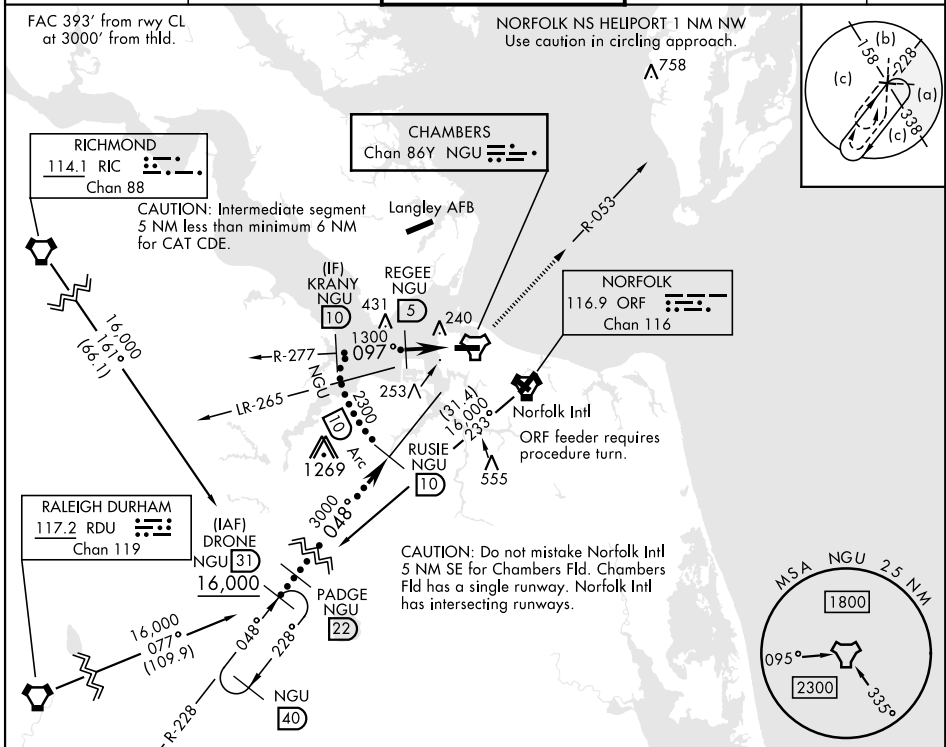 FAC 393' from rwy CL
at 3000' from thld.
NORFOLK NS HELIPORT 1 NM NW
Use caution in circling approach.
758
(b)
158
228
(c)
(a)
(c)
338
RICHMOND
114.1 RIC
Chan 88
CHAMBERS
Chan 86Y NGU
CAUTION: Intermediate segment
5 NM less than minimum 6 NM
for CAT CDE.
Langley AFB
R-053
(IF)
KRANY
NGU
10
REGEE
NGU
5
431
240
NORFOLK
116.9 ORF
Chan 116
16,000
161°
(66.1)
1300
097°
R-277
LR-265
253
NGU
10
Arc
2300
(31.4)
16,000
233°
Norfolk Intl
ORF feeder requires
procedure turn.
1269
RUSIE
NGU
10
555
RALEIGH DURHAM
117.2 RDU
Chan 119
(IAF)
DRONE
NGU 31
16,000
3000
048°
CAUTION: Do not mistake Norfolk Intl
5 NM SE for Chambers Fld. Chambers
Fld has a single runway. Norfolk Intl
has intersecting runways.
PADGE
NGU
22
16,000
077°
(109.9)
048°
228°
NGU
40
R-228
MSA NGU 25 NM
1800
095°
2300
335°